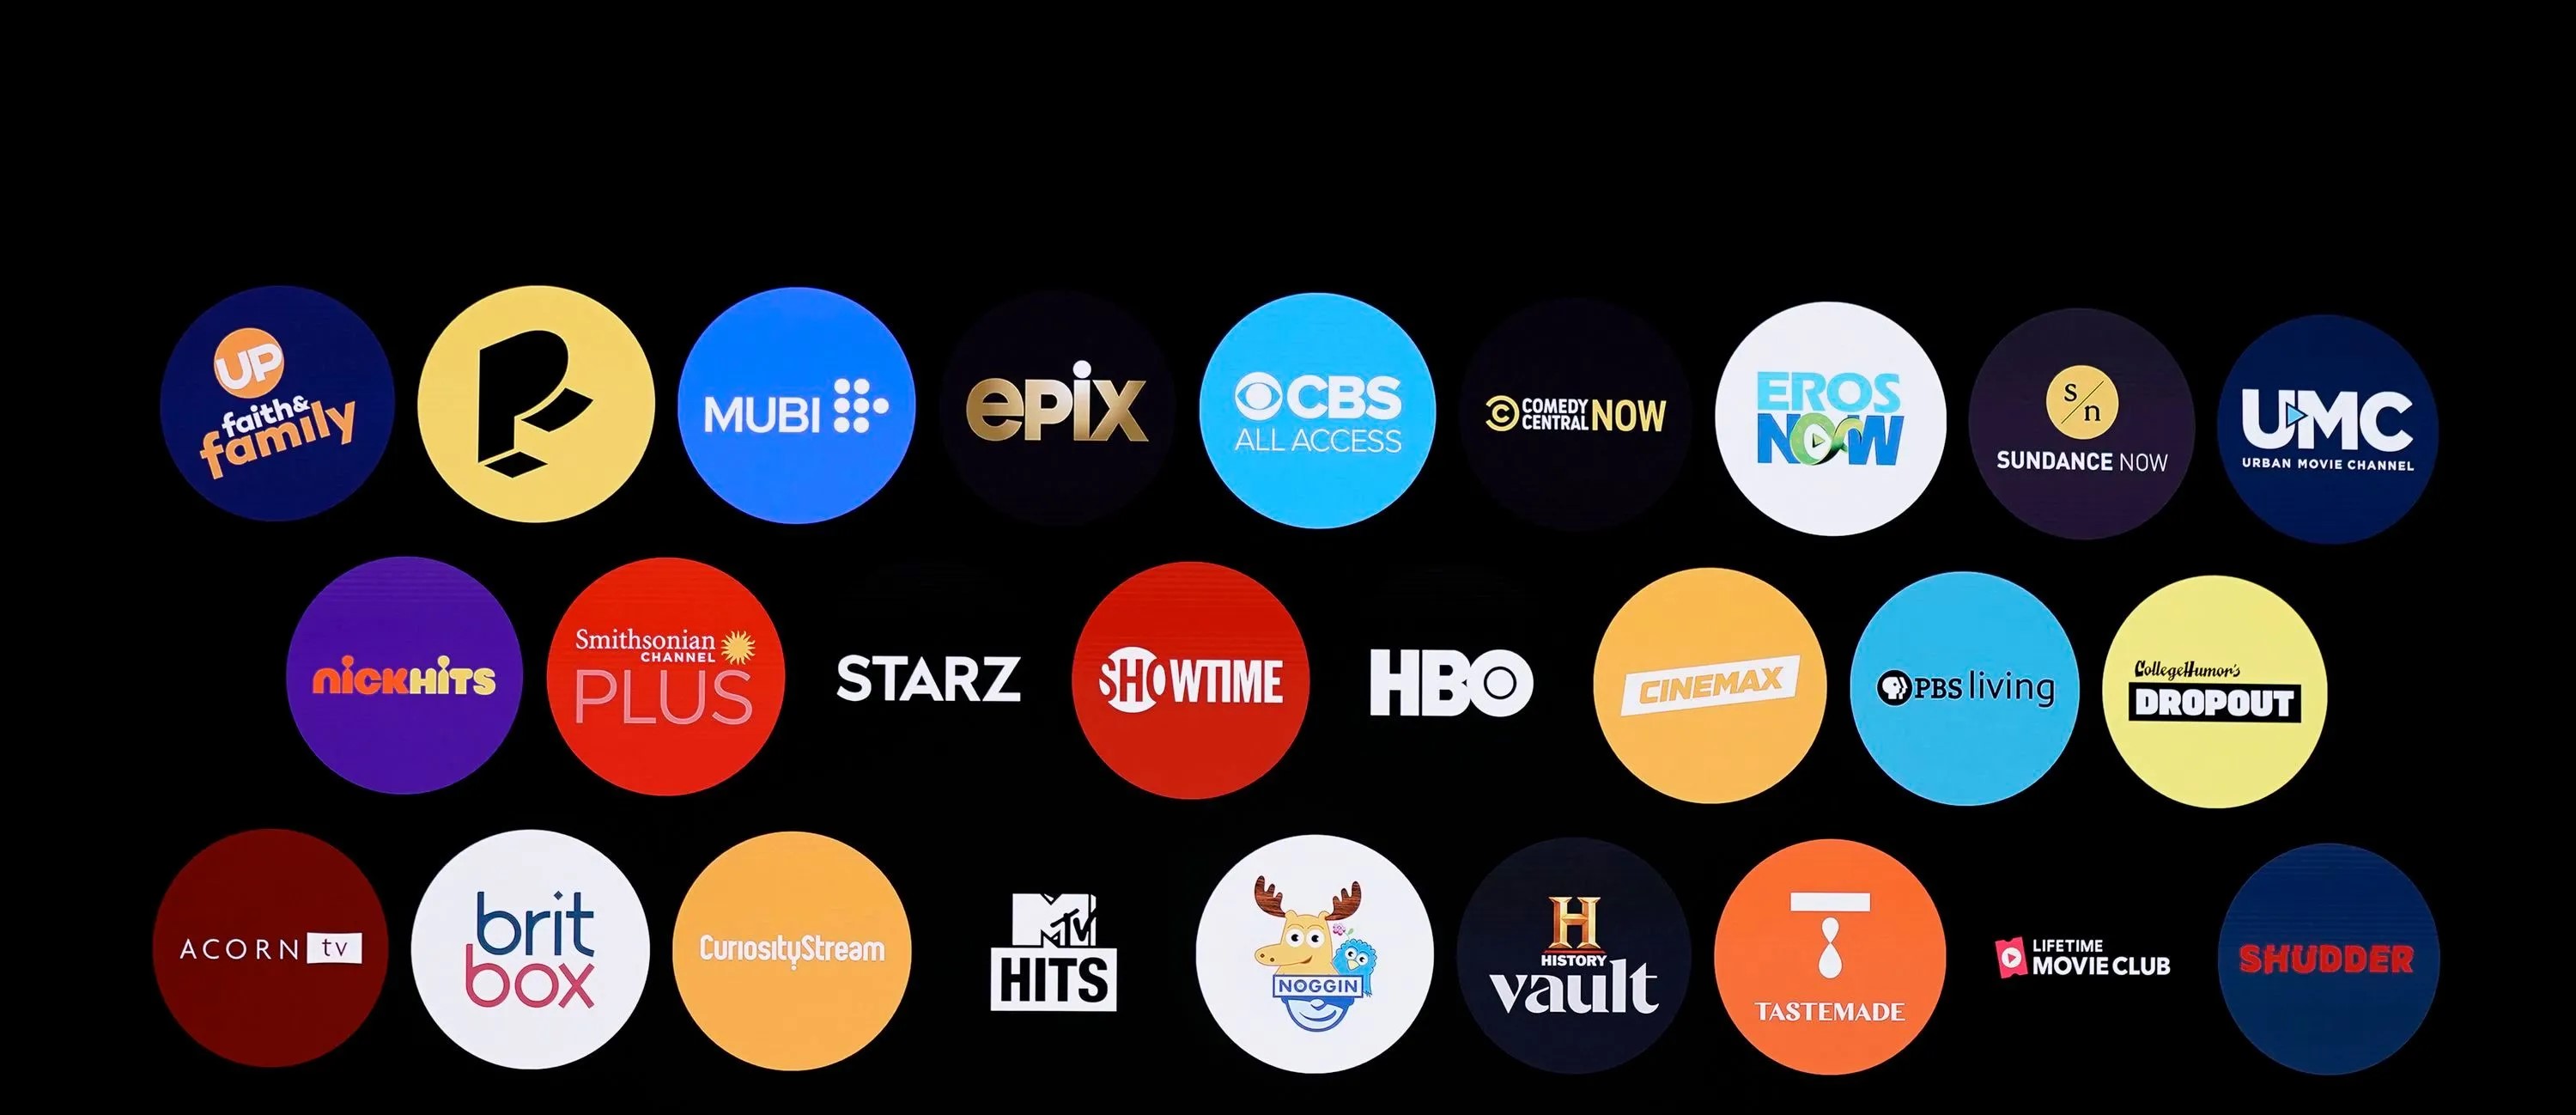 UP
faith&
family
P
MUBI
epix
CBS
ALL ACCESS
COMEDY
CENTRAL NOW
EROS
NOW
s/n
SUNDANCE NOW
UMC
URBAN MOVIE CHANNEL
nickHiTS
Smithsonian
CHANNEL
PLUS
STARZ
SHOWTIME
HBO
CINEMAX
PBS living
CollegeHumor's
DROPOUT
ACORN tv
brit
box
CuriosityStream
MTV
HITS
NOGGIN
H
HISTORY
vault
T
TASTEMADE
LIFETIME
MOVIE CLUB
SHUDDER